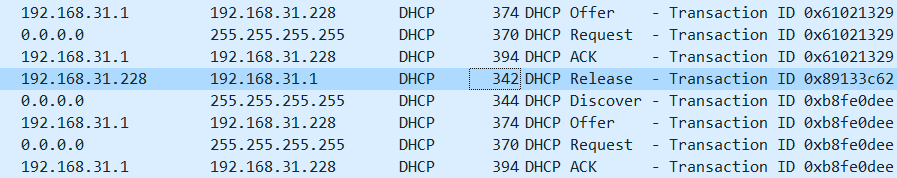 192.168.31.1 192.168.31.228 DHCP 374 DHCP Offer - Transaction ID 0x61021329
0.0.0.0 255.255.255.255 DHCP 370 DHCP Request - Transaction ID 0x61021329
192.168.31.1 192.168.31.228 DHCP 394 DHCP ACK - Transaction ID 0x61021329
192.168.31.228 192.168.31.1 DHCP 342 DHCP Release - Transaction ID 0x89133c62
0.0.0.0 255.255.255.255 DHCP 344 DHCP Discover - Transaction ID 0xb8fe0dee
192.168.31.1 192.168.31.228 DHCP 374 DHCP Offer - Transaction ID 0xb8fe0dee
0.0.0.0 255.255.255.255 DHCP 370 DHCP Request - Transaction ID 0xb8fe0dee
192.168.31.1 192.168.31.228 DHCP 394 DHCP ACK - Transaction ID 0xb8fe0dee